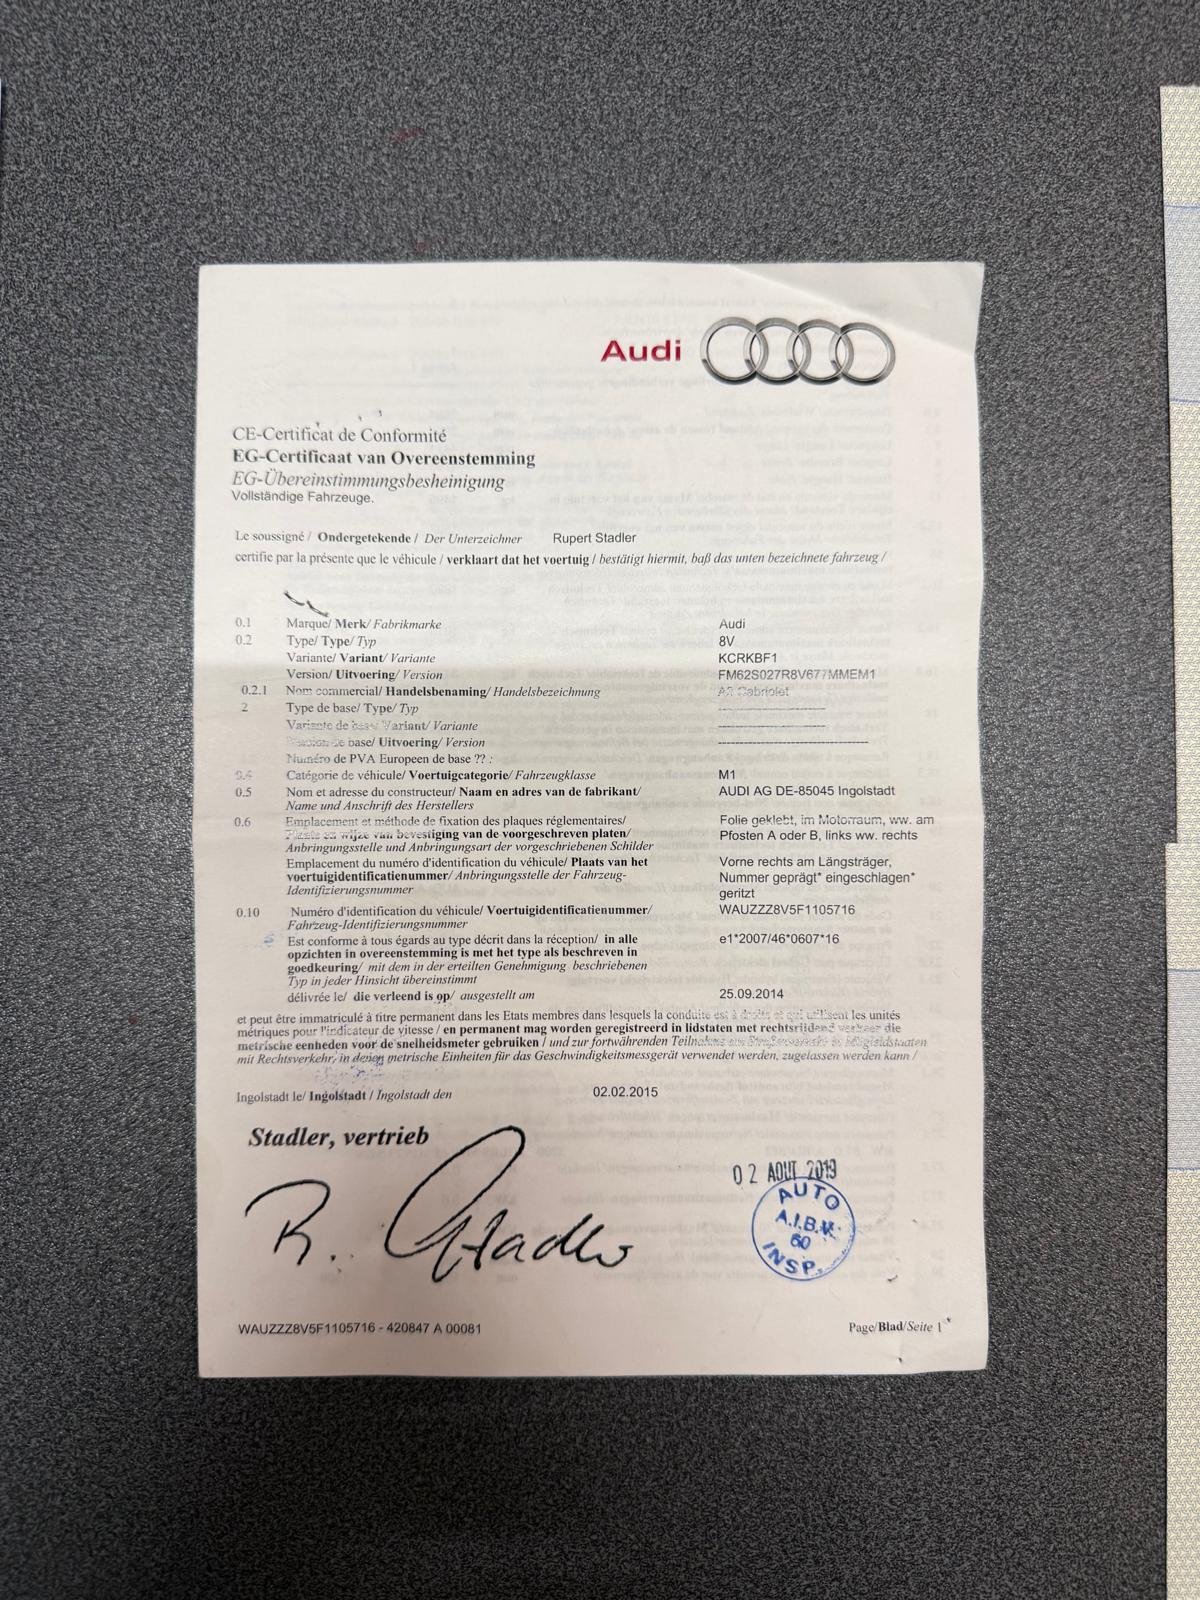 Audi
CE-Certificat de Conformité
EG-Certificaat van Overeenstemming
EG-Übereinstimmungsbesheinigung
Vollständige Fahrzeuge.
Le soussigné / Ondergetekende / Der Unterzeichner Rupert Stadler
certifie par la présente que le véhicule / verklaart dat het voertuig / bestätigt hiermit, baß das unten bezeichnete fahrzeug /
0.1 Marque/ Merk/ Fabrikmarke Audi
0.2 Type/ Type/ Typ 8V
Variante/ Variant/ Variante KCRKBF1
Version/ Uitvoering/ Version FM62S027R8V677MMEM1
0.2.1 Nom commercial/ Handelsbenaming/ Handelsbezeichnung A3 Cabriolet
2 Type de base/ Type/ Typ
Variante de base/ Variant/ Variante
de base/ Uitvoering/ Version
Numéro de PVA Europeen de base ?? :
0.4 Catégorie de véhicule/ Voertuigcategorie/ Fahrzeugklasse M1
0.5 Nom et adresse du constructeur/ Naam en adres van de fabrikant/ AUDI AG DE-85045 Ingolstadt
Name und Anschrift des Herstellers
0.6 Emplacement et méthode de fixation des plaques réglementaires/ Folie geklebt, im Motorraum, ww. am
Plaats en wijze van bevestiging van de voorgeschreven platen/ Pfosten A oder B, links ww. rechts
Anbringungsstelle und Anbringungsart der vorgeschriebenen Schilder
Emplacement du numéro d'identification du véhicule/ Plaats van het Vorne rechts am Längsträger,
voertuigidentificatienummer/ Anbringungsstelle der Fahrzeug- Nummer geprägt* eingeschlagen*
Identifizierungsnummer geritzt
0.10 Numéro d'identification du véhicule/ Voertuigidentificatienummer/ WAUZZZ8V5F1105716
Fahrzeug-Identifizierungsnummer
Est conforme à tous égards au type décrit dans la réception/ in alle e1*2007/46*0607*16
opzichten in overeenstemming is met het type als beschreven in
goedkeuring/ mit dem in der erteilten Genehmigung beschriebenen
Typ in jeder Hinsicht übereinstimmt
délivrée le/ die verleend is op/ ausgestellt am 25.09.2014
et peut être immatriculé à titre permanent dans les Etats membres dans lesquels la conduite est à droite et qui utilisent les unités
métriques pour l'indicateur de vitesse / en permanent mag worden geregistreerd in lidstaten met rechtsrijdend verkeer die
metrische eenheden voor de snelheidsmeter gebruiken / und zur fortwährenden Teilnahme am Straßenverkehr in Mitgliedstaaten
mit Rechtsverkehr, in denen metrische Einheiten für das Geschwindigkeitsmessgerät verwendet werden, zugelassen werden kann /
Ingolstadt le/ Ingolstadt / Ingolstadt den 02.02.2015
Stadler, vertrieb
R. Stadler
02 AOUT 2019
AUTO
A.I.B.V.
60
INSP.
WAUZZZ8V5F1105716 - 420847 A 00081 Page/Blad/Seite 1